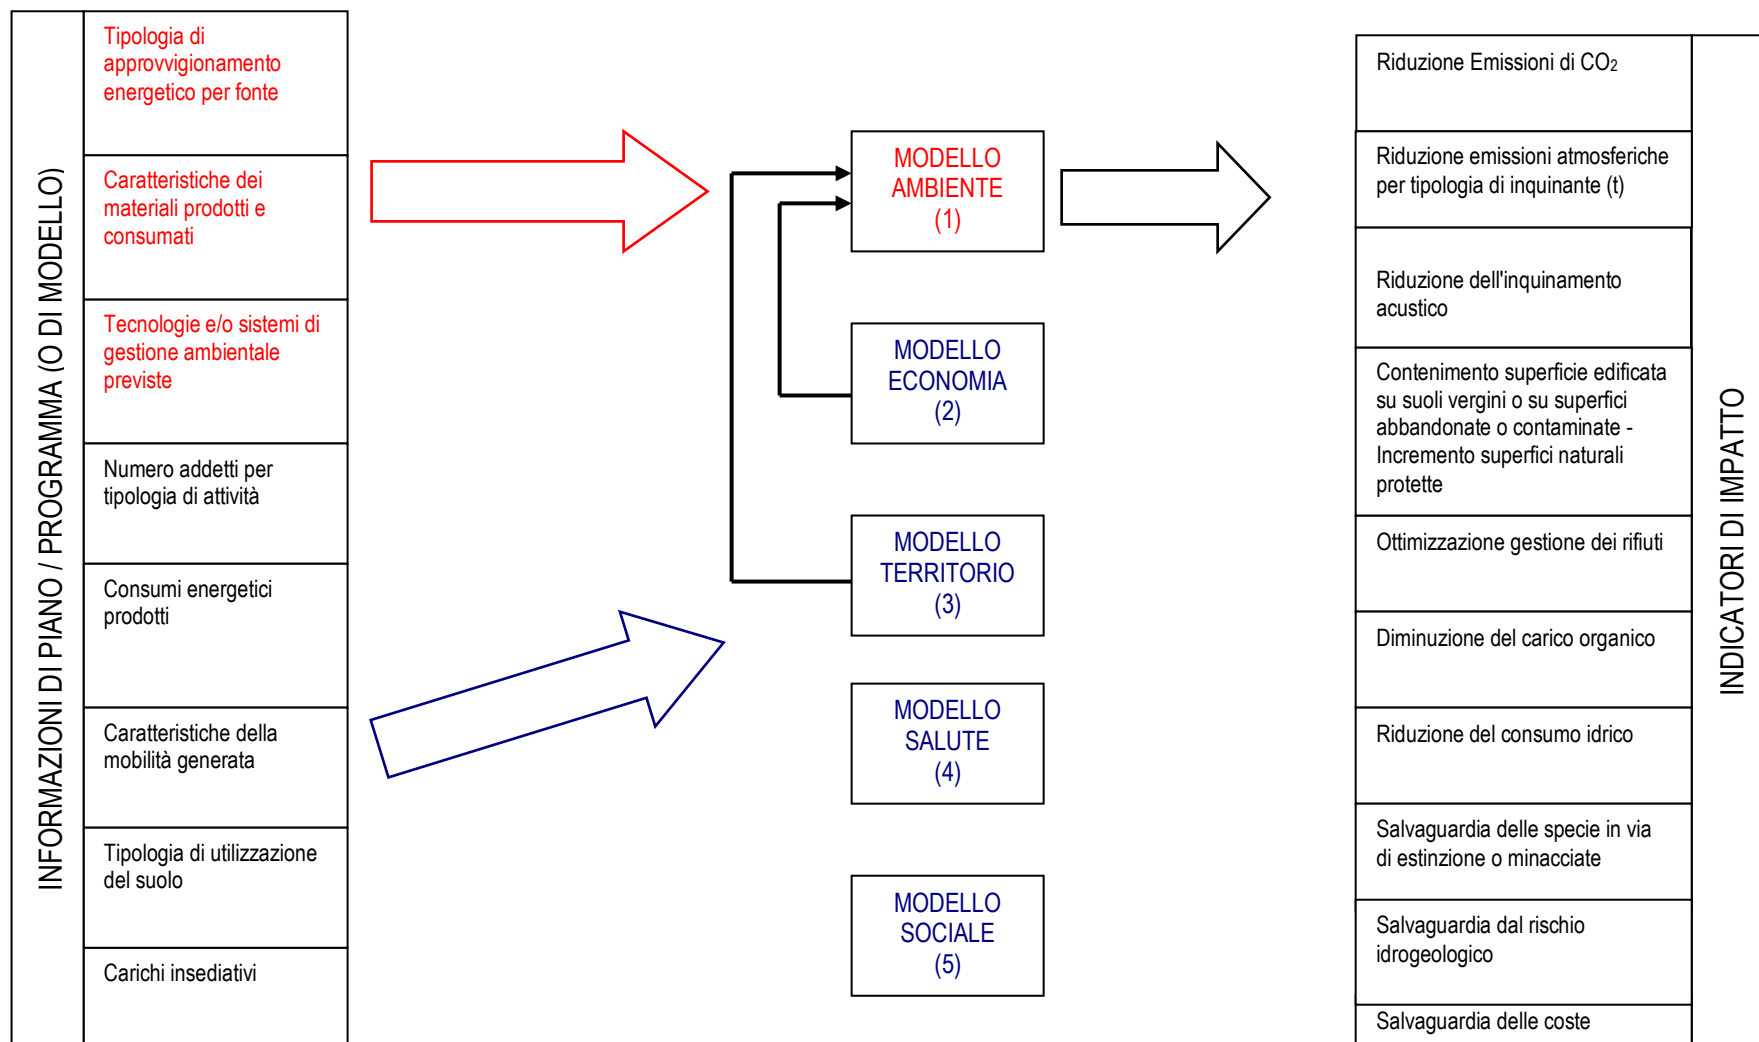 INFORMAZIONI DI PIANO / PROGRAMMA (O DI MODELLO)
Tipologia di
approvvigionamento
energetico per fonte
Caratteristiche dei
materiali prodotti e
consumati
Tecnologie e/o sistemi di
gestione ambientale
previste
Numero addetti per
tipologia di attività
Consumi energetici
prodotti
Caratteristiche della
mobilità generata
Tipologia di utilizzazione
del suolo
Carichi insediativi
MODELLO
AMBIENTE
(1)
MODELLO
ECONOMIA
(2)
MODELLO
TERRITORIO
(3)
MODELLO
SALUTE
(4)
MODELLO
SOCIALE
(5)
Riduzione Emissioni di CO₂
Riduzione emissioni atmosferiche
per tipologia di inquinante (t)
Riduzione dell'inquinamento
acustico
Contenimento superficie edificata
su suoli vergini o su superfici
abbandonate o contaminate -
Incremento superfici naturali
protette
Ottimizzazione gestione dei rifiuti
Diminuzione del carico organico
Riduzione del consumo idrico
Salvaguardia delle specie in via
di estinzione o minacciate
Salvaguardia dal rischio
idrogeologico
Salvaguardia delle coste
INDICATORI DI IMPATTO